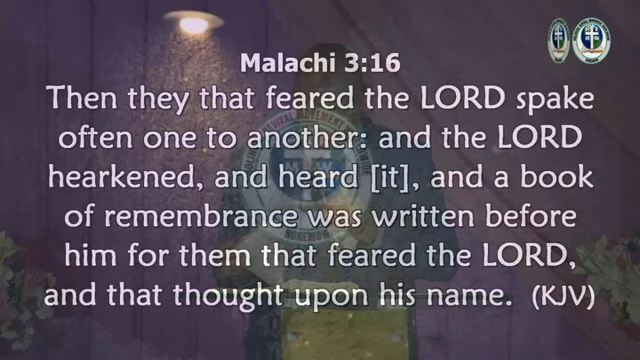 Malachi 3:16
Then they that feared the LORD spake
often one to another: and the LORD
hearkened, and heard [it], and a book
of remembrance was written before
him for them that feared the LORD,
and that thought upon his name. (KJV)